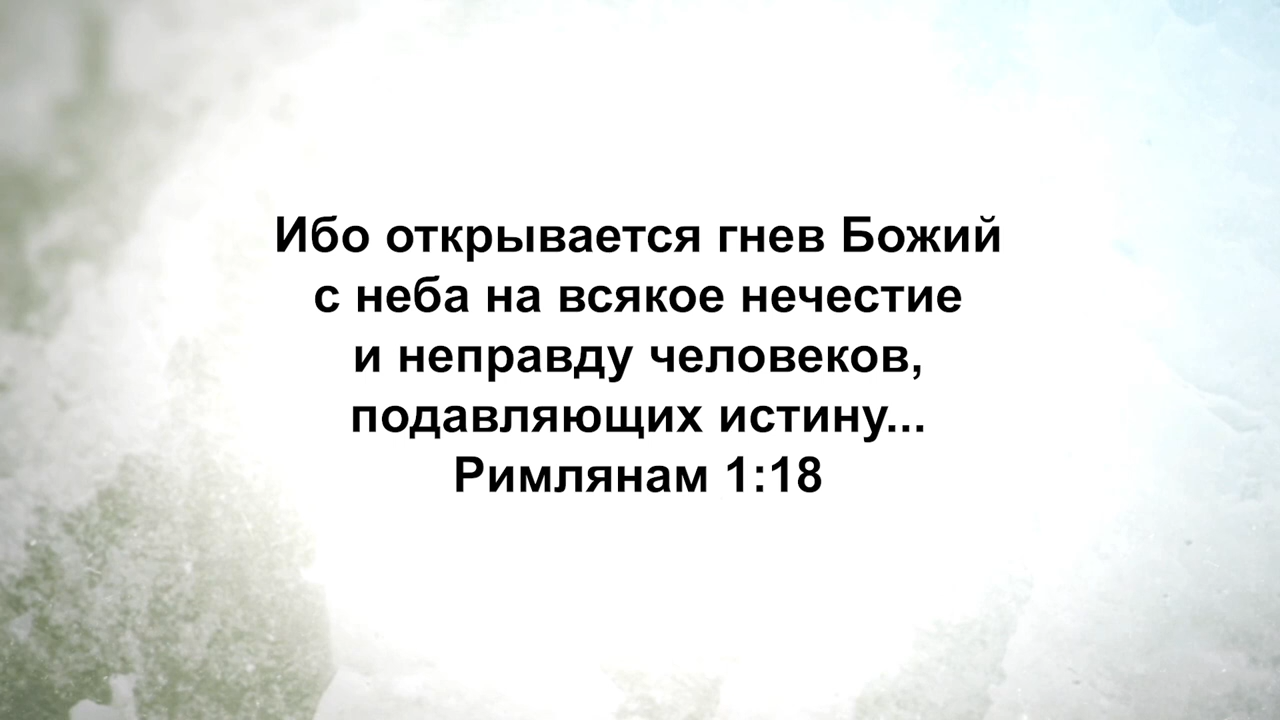 Ибо открывается гнев Божий
с неба на всякое нечестие
и неправду человеков,
подавляющих истину...
Римлянам 1:18